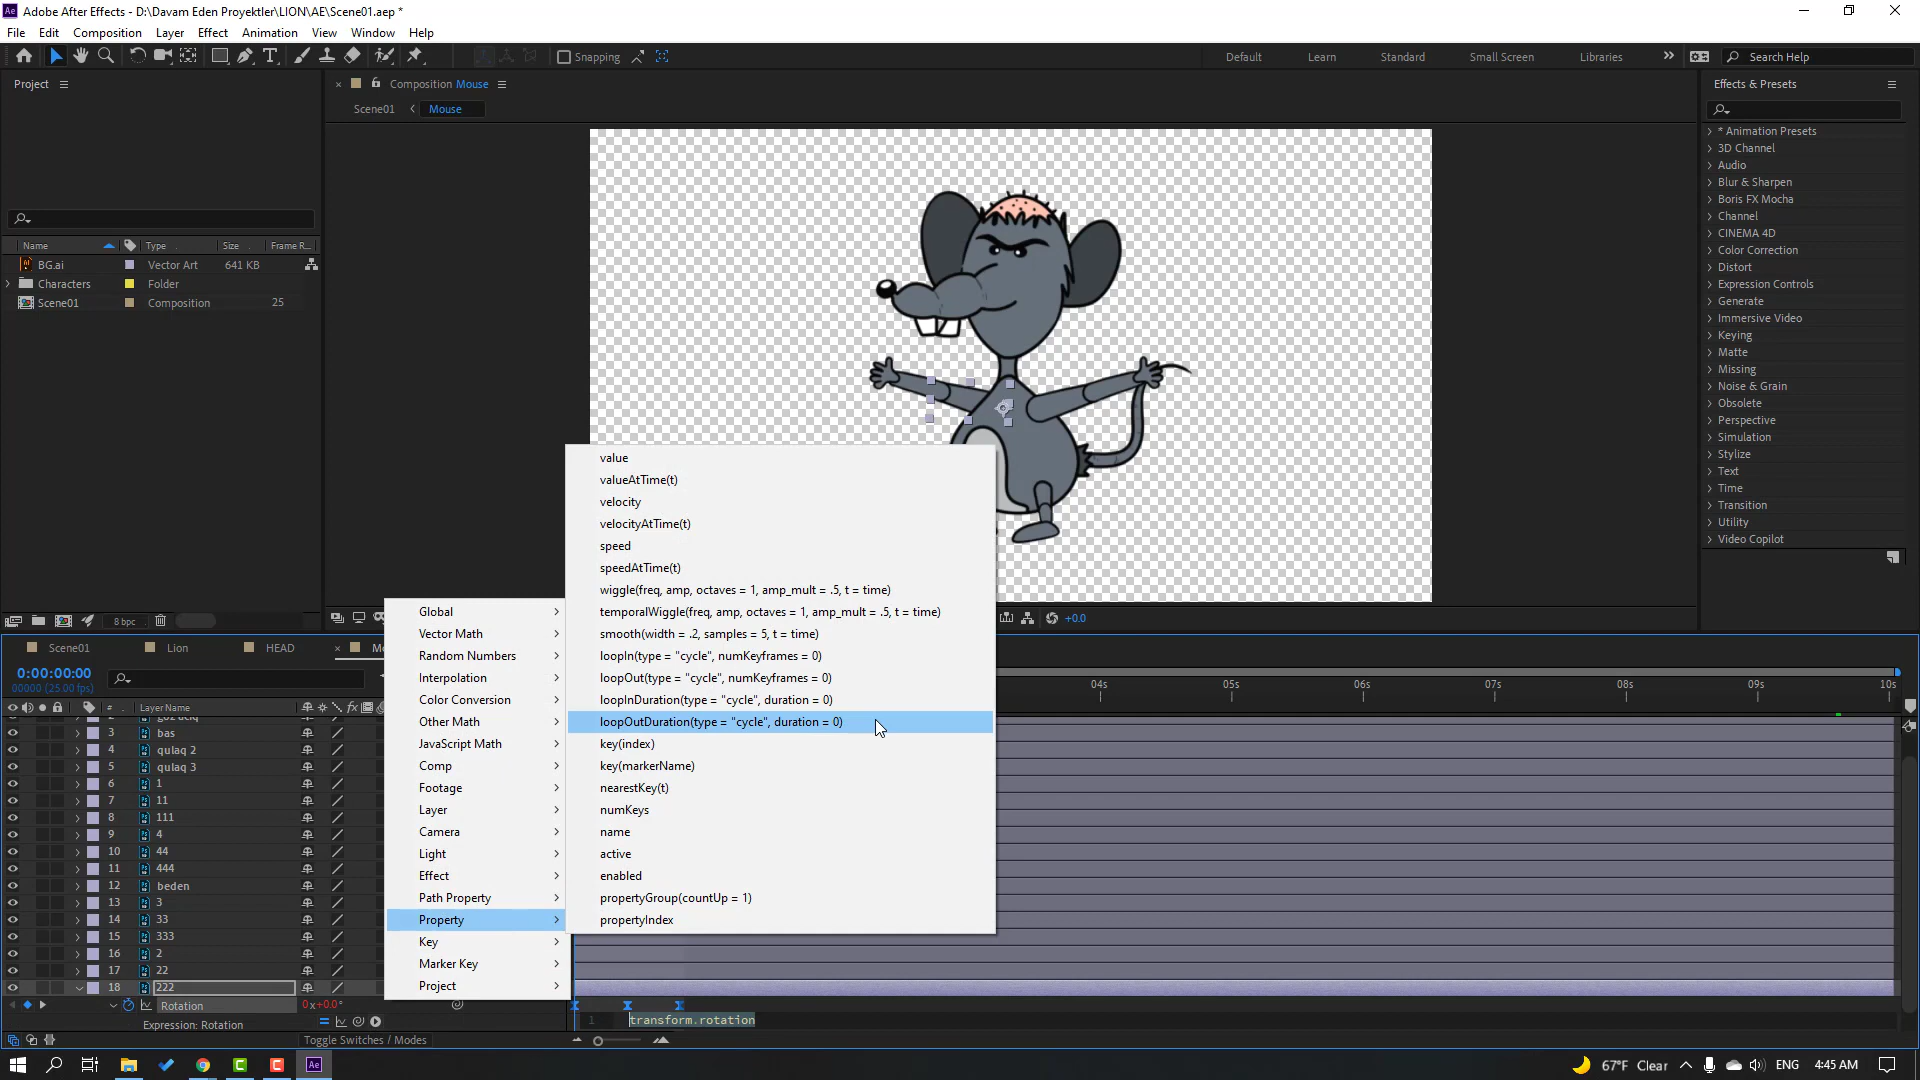 Adobe After Effects - D:\Davam Eden Proyektler\LION\AE\Scene01.aep *
File Edit Composition Layer Effect Animation View Window Help
Snapping
Default Learn Standard Small Screen Libraries Search Help
Project
Composition Mouse
Effects & Presets
Scene01 Mouse
Name Type Size Frame R...
BG.ai Vector Art 641 KB
Characters Folder
Scene01 Composition 25
* Animation Presets
3D Channel
Audio
Blur & Sharpen
Boris FX Mocha
Channel
CINEMA 4D
Color Correction
Distort
Expression Controls
Generate
Immersive Video
Keying
Matte
Missing
Noise & Grain
Obsolete
Perspective
Simulation
Stylize
Text
Time
Transition
Utility
Video Copilot
value
valueAtTime(t)
velocity
velocityAtTime(t)
speed
speedAtTime(t)
wiggle(freq, amp, octaves = 1, amp_mult = .5, t = time)
temporalWiggle(freq, amp, octaves = 1, amp_mult = .5, t = time)
smooth(width = .2, samples = 5, t = time)
loopIn(type = "cycle", numKeyframes = 0)
loopOut(type = "cycle", numKeyframes = 0)
loopInDuration(type = "cycle", duration = 0)
loopOutDuration(type = "cycle", duration = 0)
key(index)
key(markerName)
nearestKey(t)
numKeys
name
active
enabled
propertyGroup(countUp = 1)
propertyIndex
Global
Vector Math
Random Numbers
Interpolation
Color Conversion
Other Math
JavaScript Math
Comp
Footage
Layer
Camera
Light
Effect
Path Property
Property
Key
Marker Key
Project
8 bpc
+0.0
Scene01 Lion HEAD
0:00:00:00
00000 (25.00 fps)
04s 05s 06s 07s 08s 09s 10s
# Layer Name
3 bas
4 qulaq 2
5 qulaq 3
6 1
7 11
8 111
9 4
10 44
11 444
12 beden
13 3
14 33
15 333
16 2
17 22
18 222
Rotation 0x+0.0°
Expression: Rotation
1 transform.rotation
Toggle Switches / Modes
67°F Clear ENG 4:45 AM